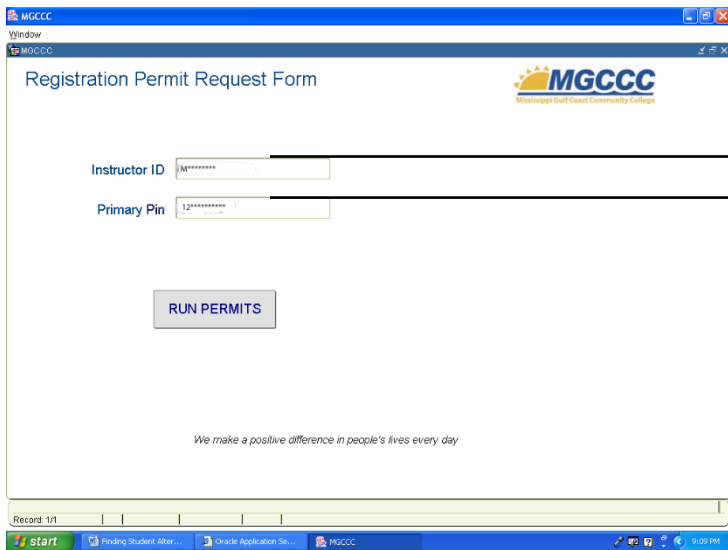 MGCCC
Window
MGCCC
Registration Permit Request Form
MGCCC
Mississippi Gulf Coast Community College
Instructor ID M********
Primary Pin 12**********
RUN PERMITS
We make a positive difference in people's lives every day
Record: 1/1
start Finding Student Alter... Oracle Application Se... MGCCC 9:09 PM